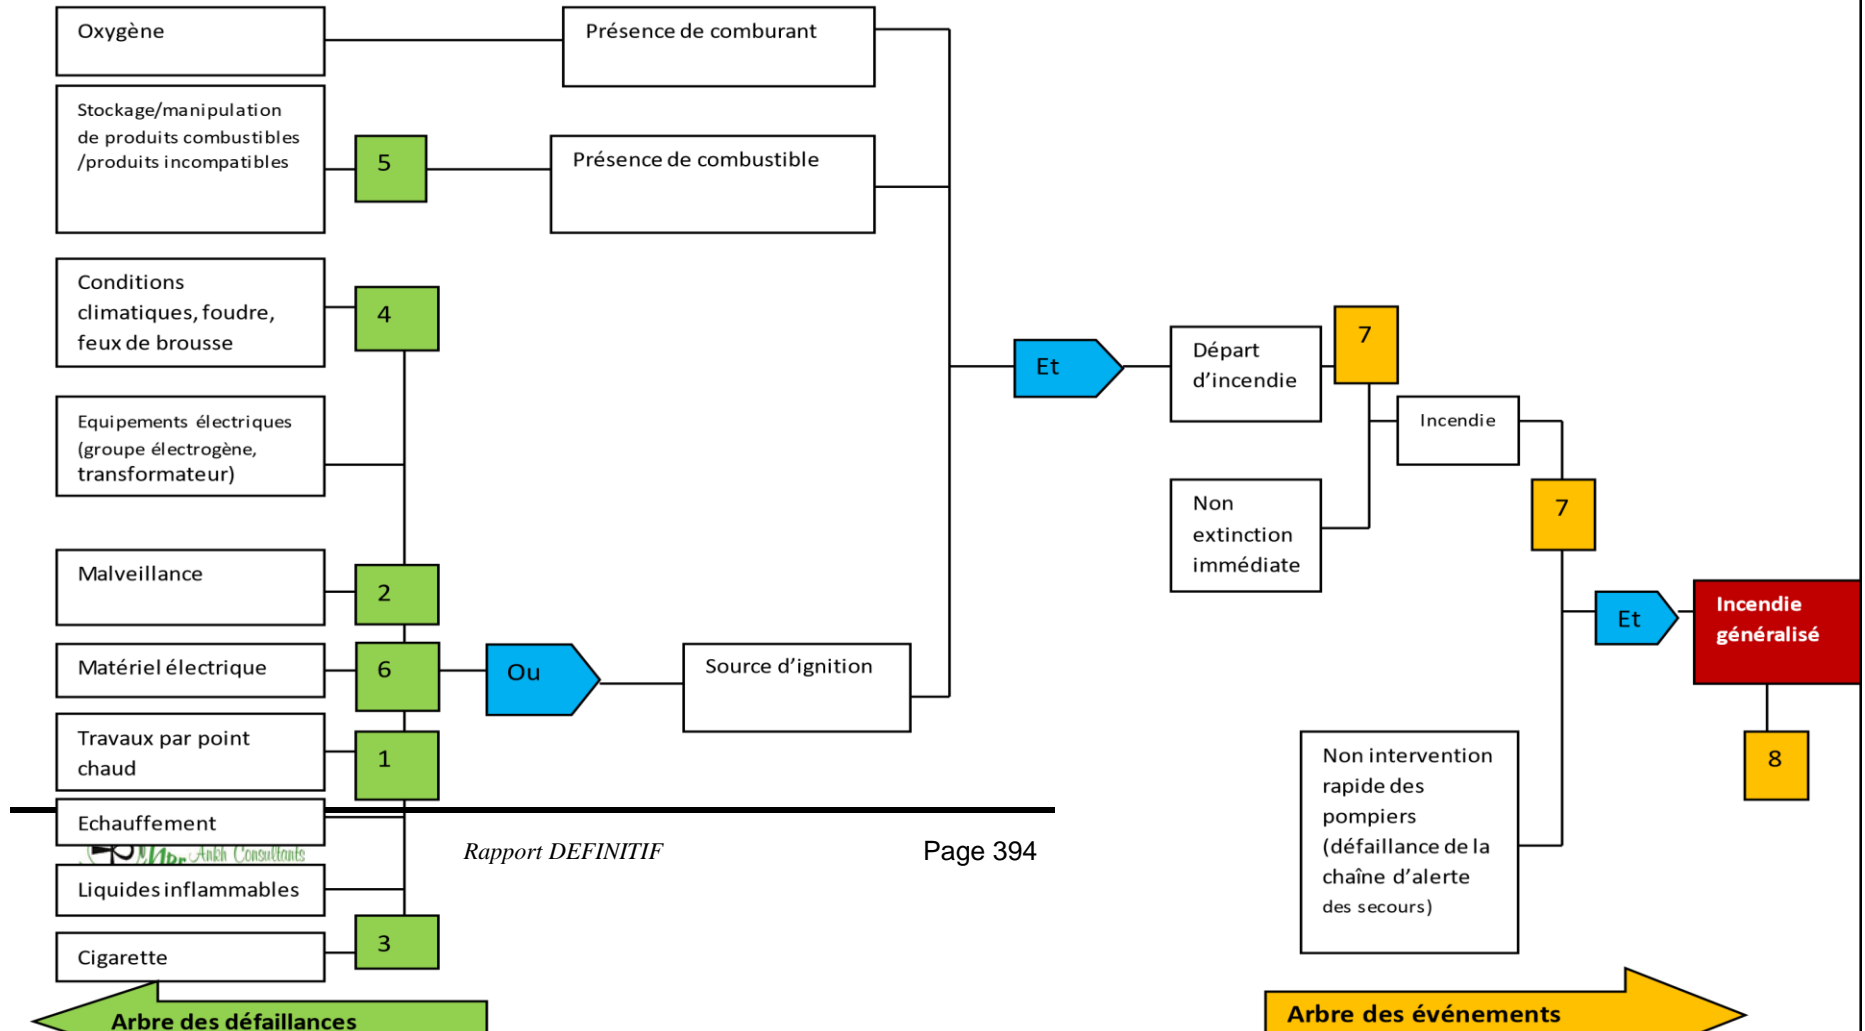 Oxygène
Présence de comburant
Stockage/manipulation
de produits combustibles
/produits incompatibles
5
Présence de combustible
Conditions
climatiques, foudre,
feux de brousse
4
Equipements électriques
(groupe électrogène,
transformateur)
Malveillance
2
Matériel électrique
6
Ou
Source d'ignition
Travaux par point
chaud
1
Echauffement
Liquides inflammables
Cigarette
3
Et
Départ
d'incendie
7
Non
extinction
immédiate
Incendie
7
Et
Incendie
généralisé
8
Non intervention
rapide des
pompiers
(défaillance de la
chaîne d'alerte
des secours)
Ankh Consultants
Rapport DEFINITIF
Page 394
Arbre des défaillances
Arbre des événements